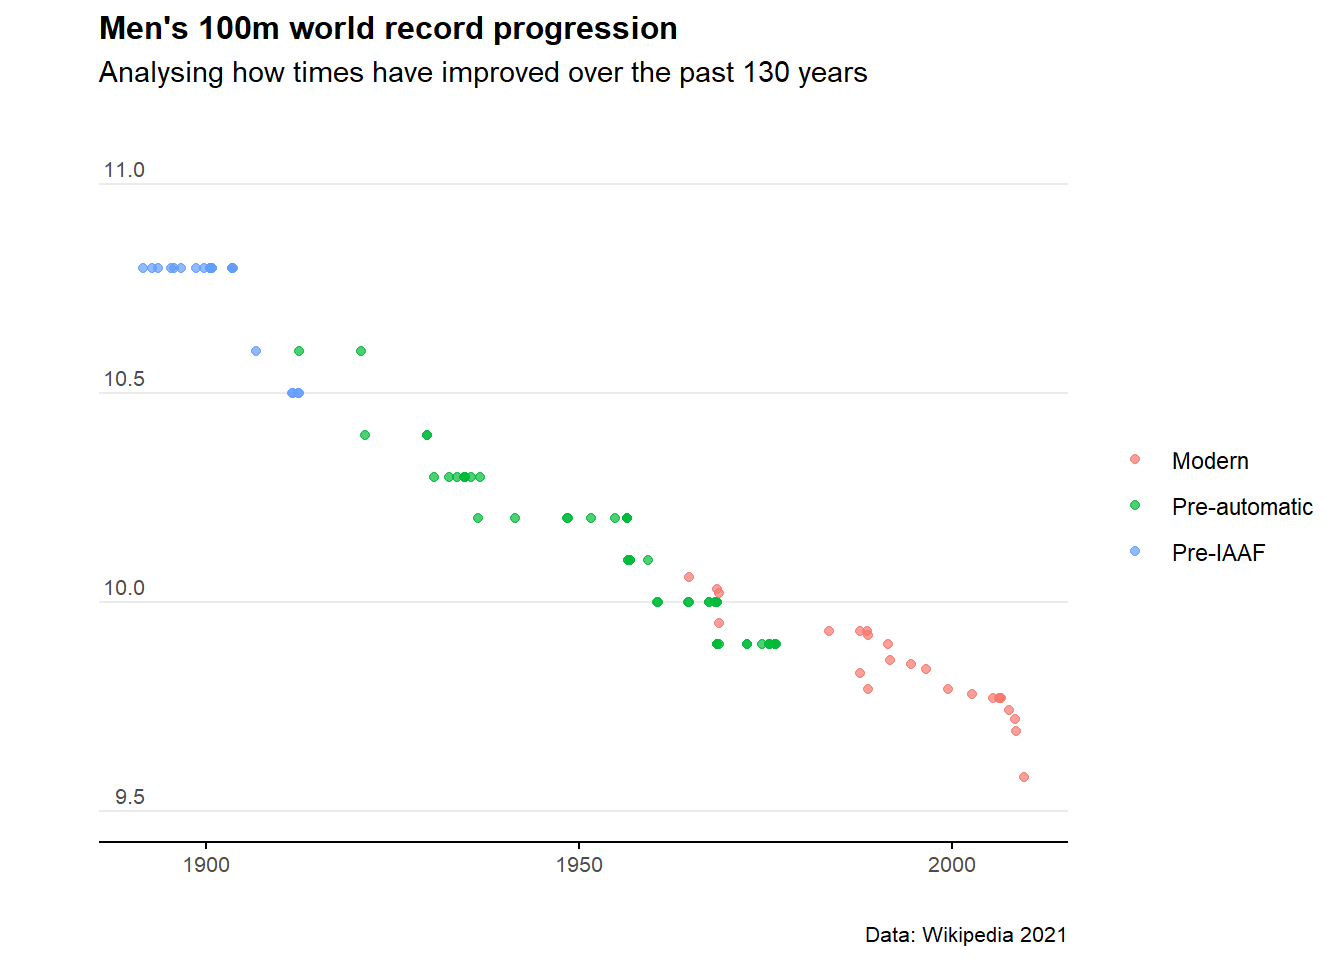 Men's 100m world record progression
Analysing how times have improved over the past 130 years
11.0
10.5
10.0
9.5
1900 1950 2000
Modern
Pre-automatic
Pre-IAAF
Data: Wikipedia 2021